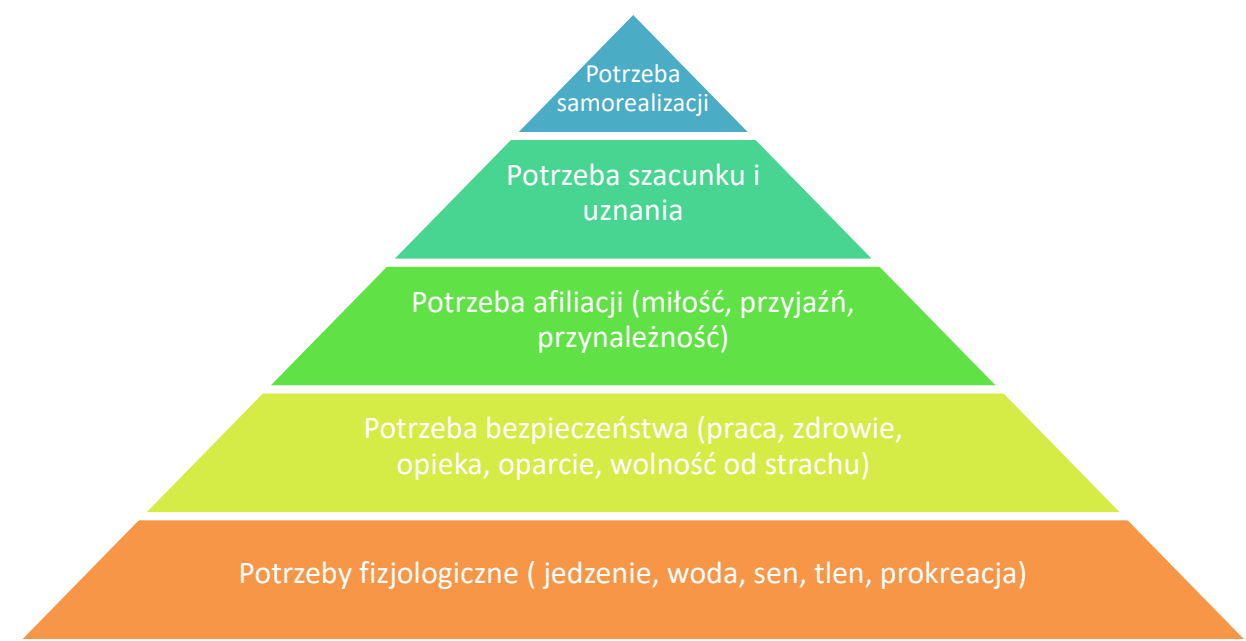 Potrzeba
samorealizacji
Potrzeba szacunku i
uznania
Potrzeba afiliacji (miłość, przyjaźń,
przynależność)
Potrzeba bezpieczeństwa (praca, zdrowie,
opieka, oparcie, wolność od strachu)
Potrzeby fizjologiczne ( jedzenie, woda, sen, tlen, prokreacja)